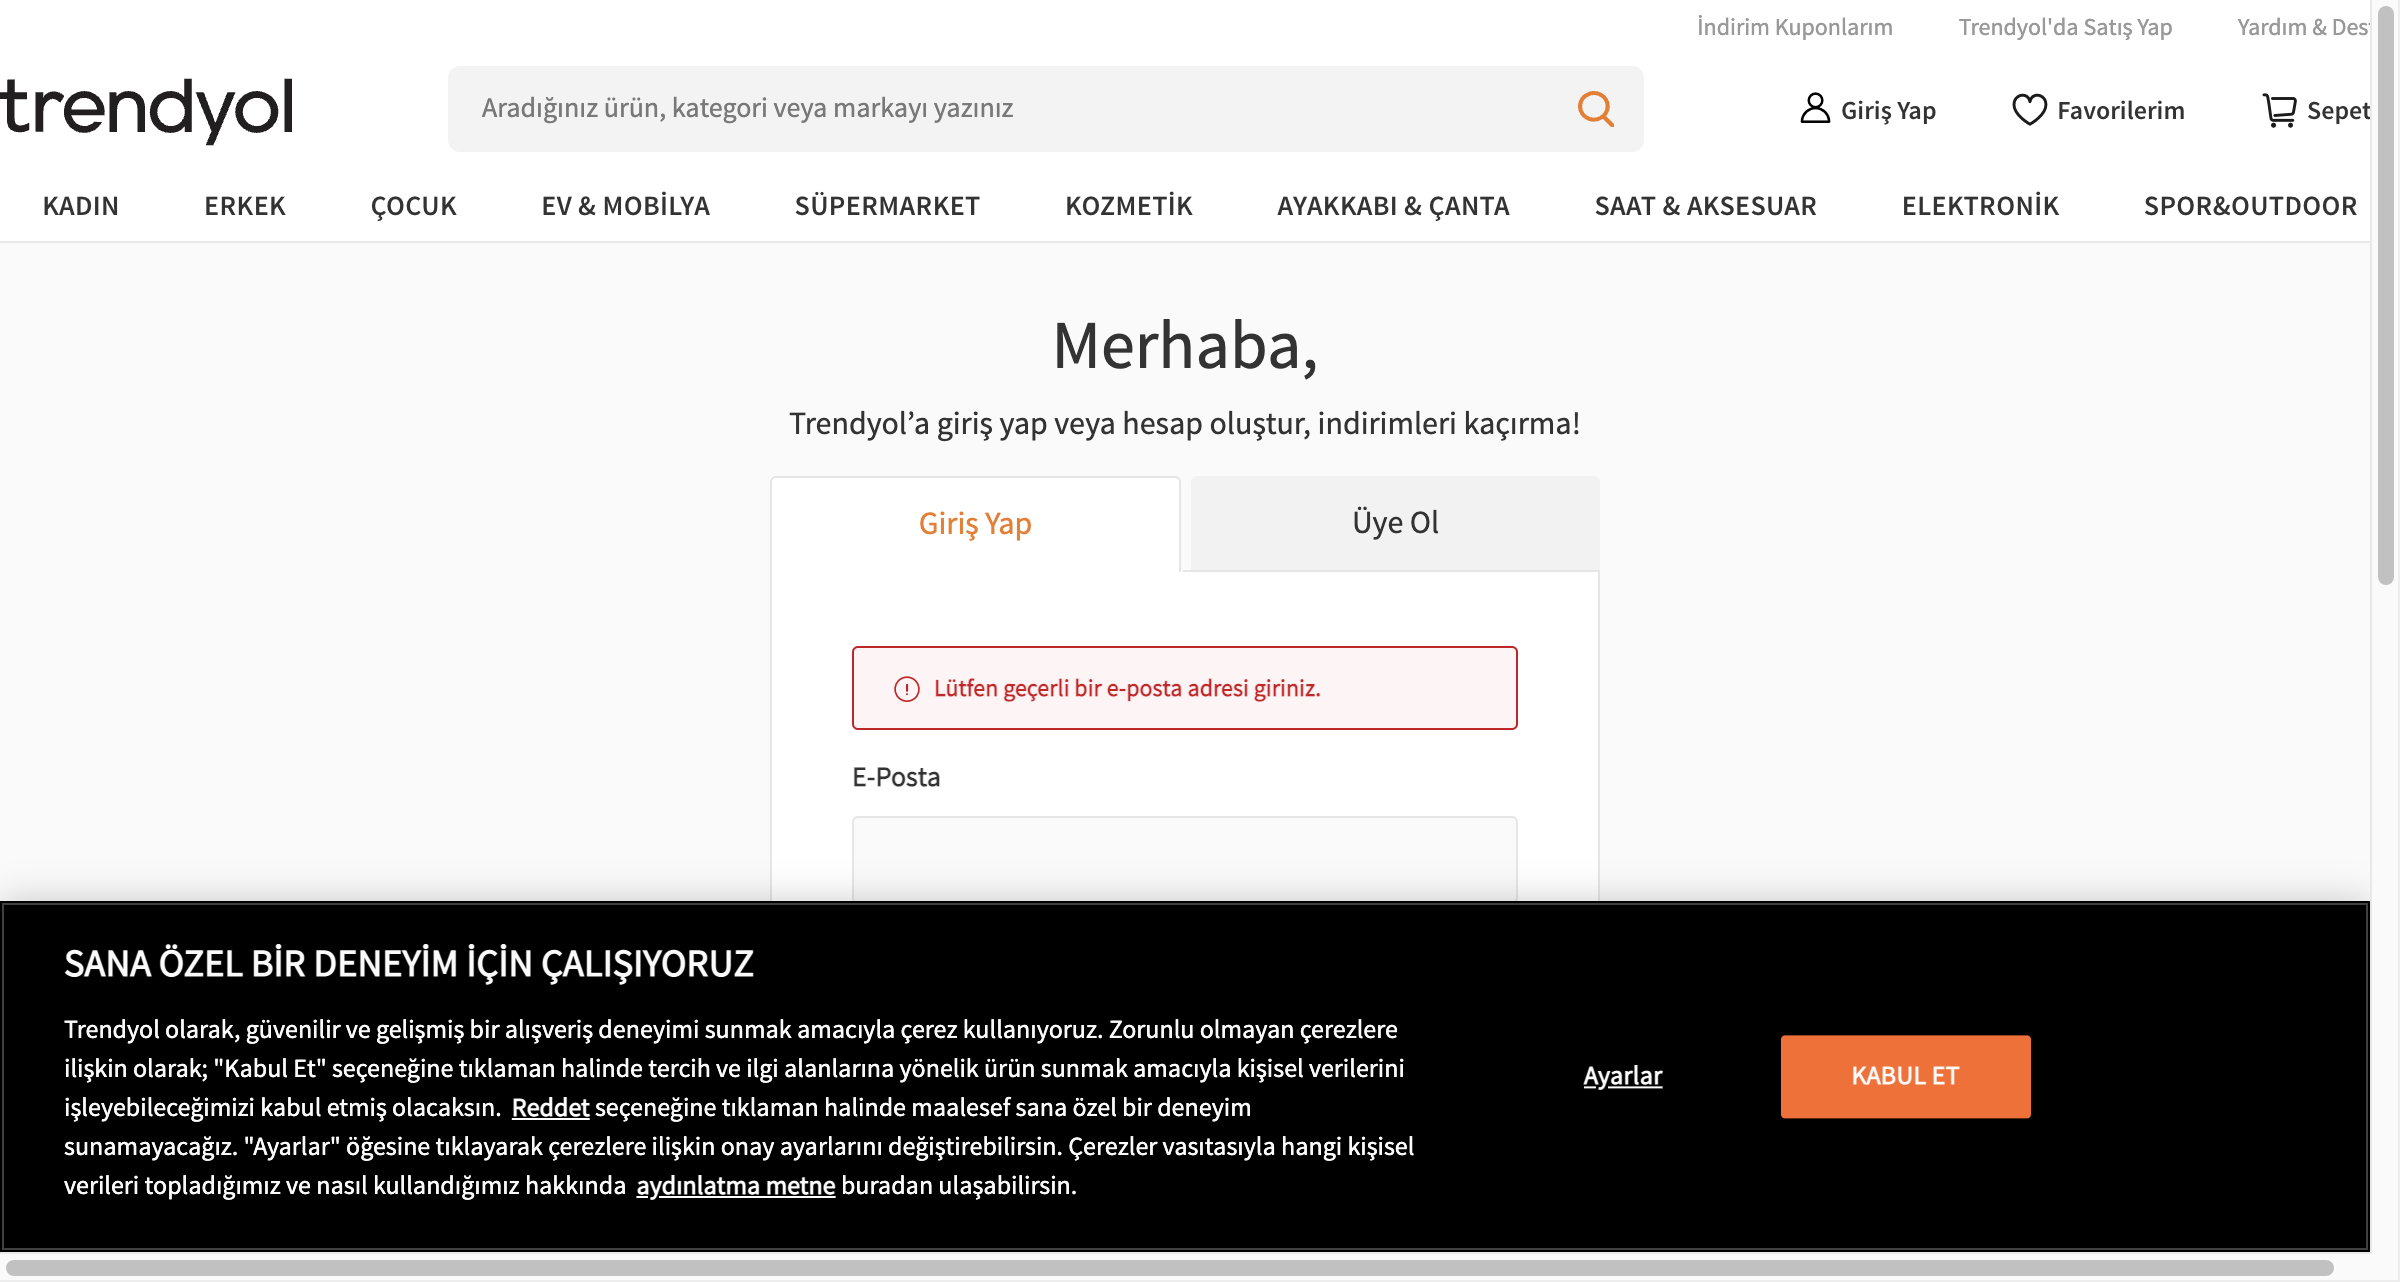 İndirim Kuponlarım Trendyol'da Satış Yap Yardım &
trendyol
Aradığınız ürün, kategori veya markayı yazınız
Giriş Yap Favorilerim Sepet
KADIN ERKEK ÇOCUK EV & MOBİLYA SÜPERMARKET KOZMETİK AYAKKABI & ÇANTA SAAT & AKSESUAR ELEKTRONİK SPOR&OUTDOOR
Merhaba,
Trendyol’a giriş yap veya hesap oluştur, indirimleri kaçırma!
Giriş Yap Üye Ol
Lütfen geçerli bir e-posta adresi giriniz.
E-Posta
SANA ÖZEL BİR DENEYİM İÇİN ÇALIŞIYORUZ
Trendyol olarak, güvenilir ve gelişmiş bir alışveriş deneyimi sunmak amacıyla çerez kullanıyoruz. Zorunlu olmayan çerezlere
ilişkin olarak; "Kabul Et" seçeneğine tıklaman halinde tercih ve ilgi alanlarına yönelik ürün sunmak amacıyla kişisel verilerini
işleyebileceğimizi kabul etmiş olacaksın. Reddet seçeneğine tıklaman halinde maalesef sana özel bir deneyim
sunamayacağız. "Ayarlar" öğesine tıklayarak çerezlere ilişkin onay ayarlarını değiştirebilirsin. Çerezler vasıtasıyla hangi kişisel
verileri topladığımız ve nasıl kullandığımız hakkında aydınlatma metne buradan ulaşabilirsin.
Ayarlar
KABUL ET